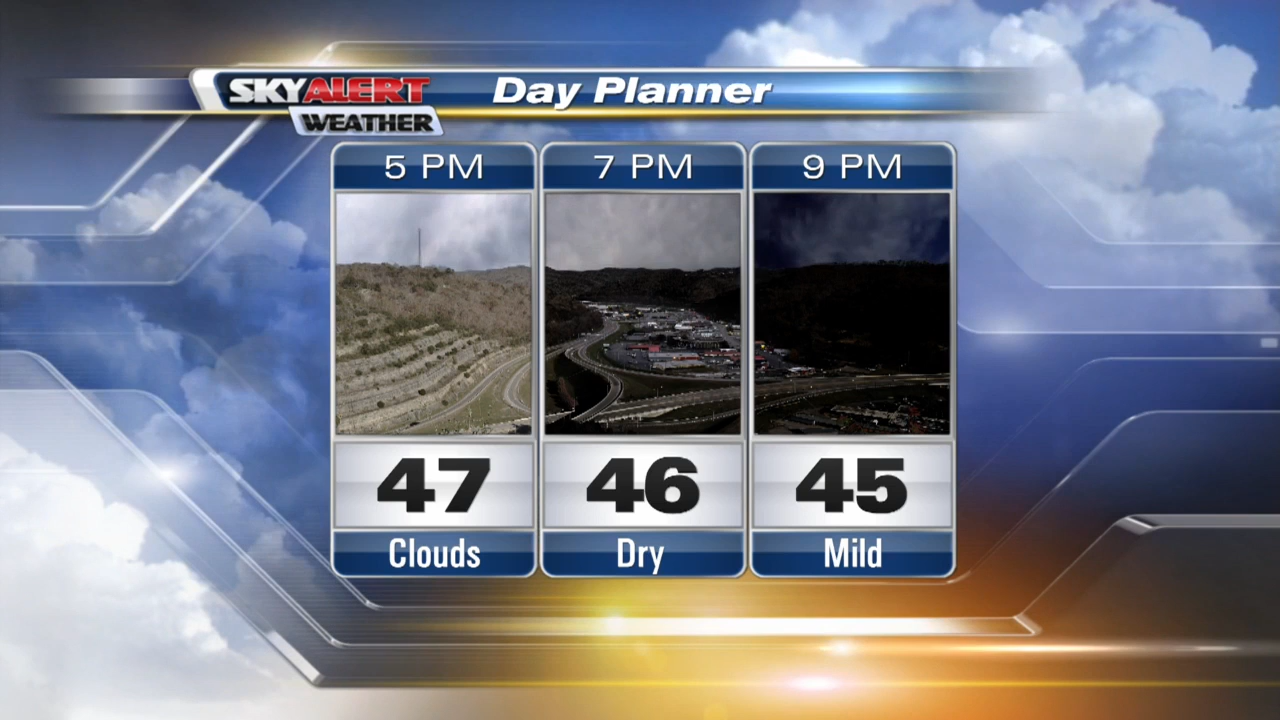 SKYALERT Day Planner
WEATHER
5 PM 7 PM 9 PM
47 46 45
Clouds Dry Mild